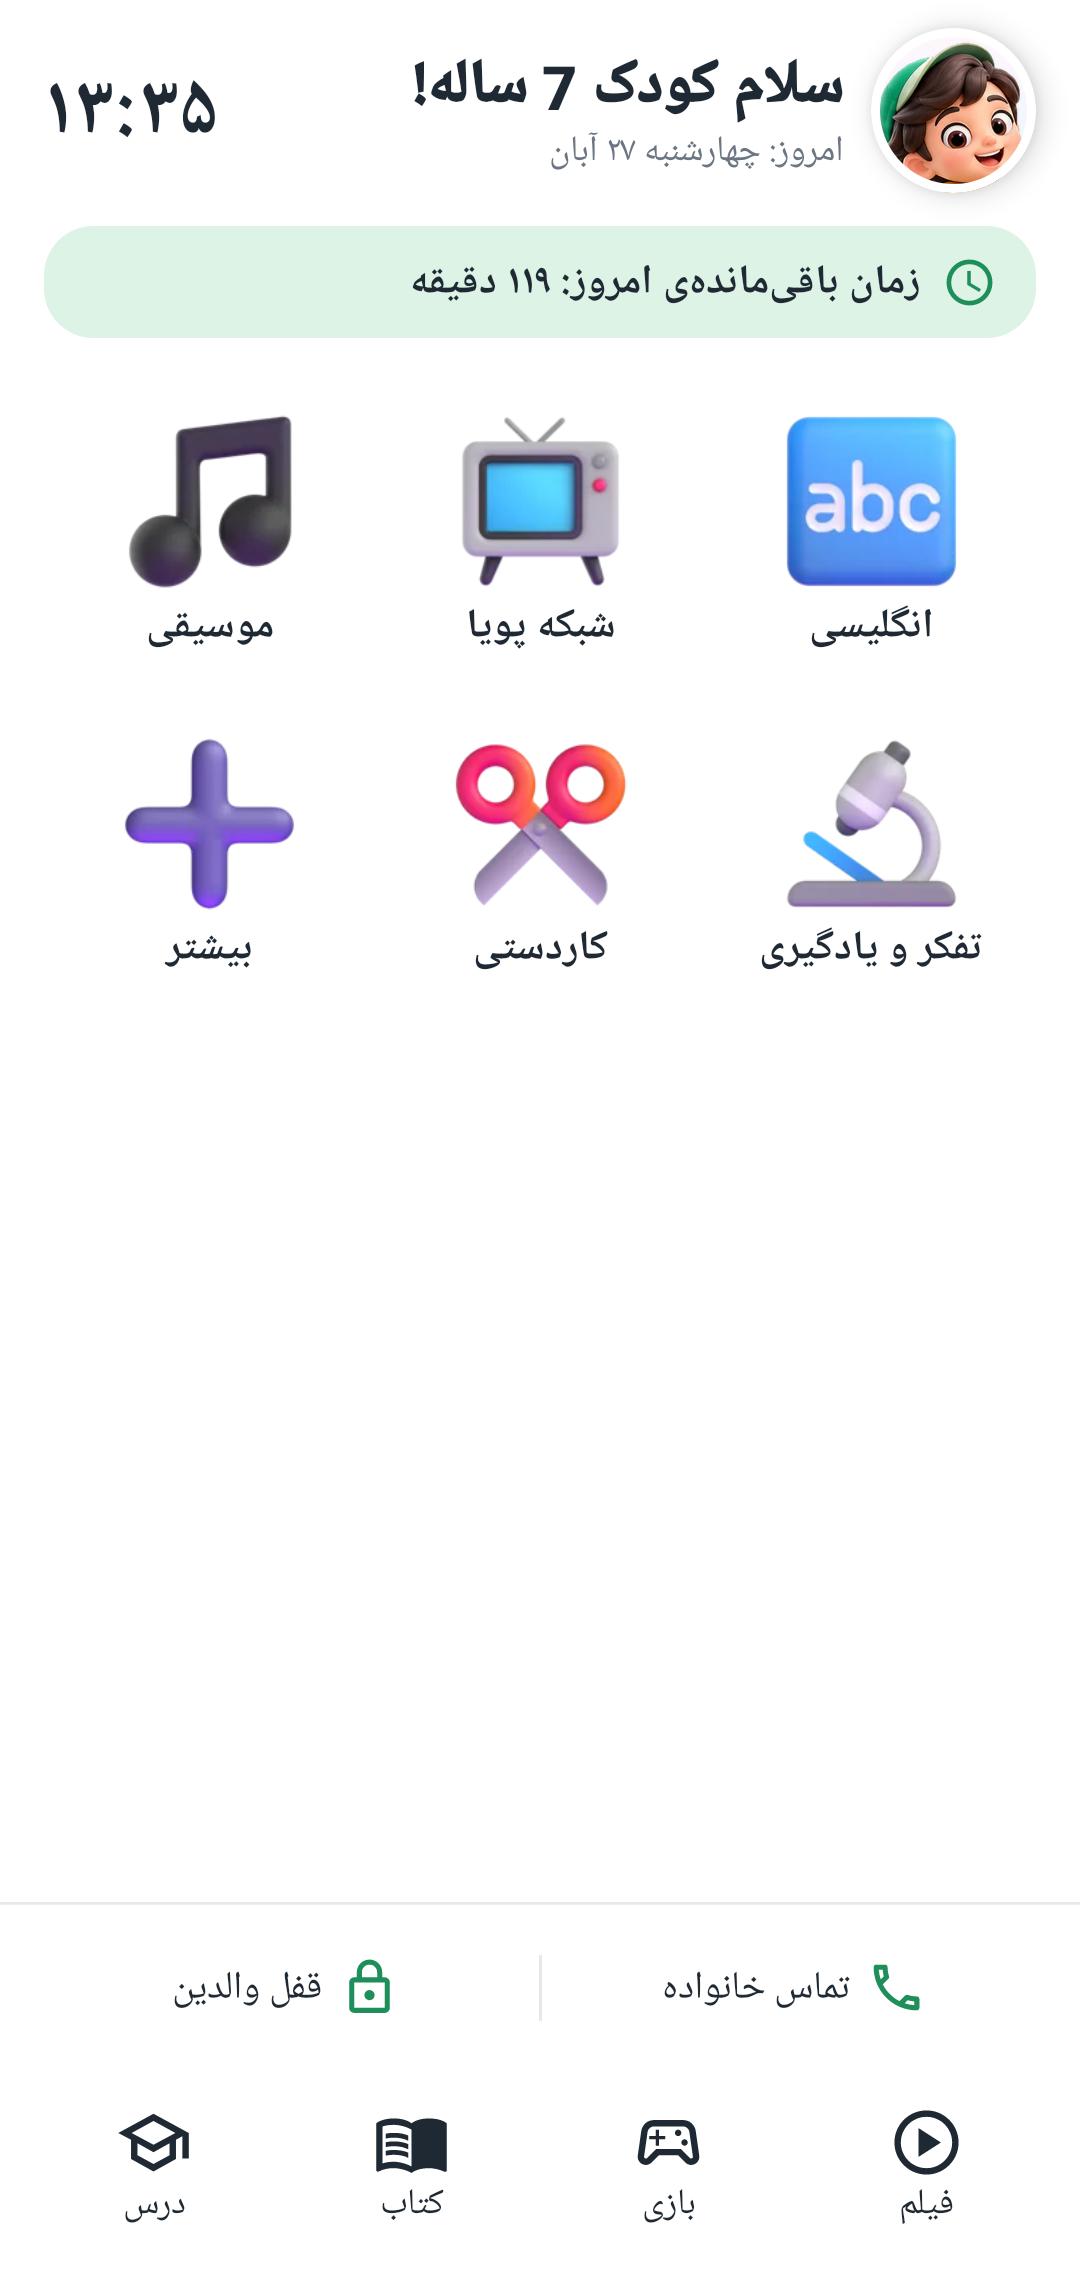 سلام کودک 7 ساله!
۱۳:۳۵
امروز: چهارشنبه ۲۷ آبان
زمان باقی‌مانده‌ی امروز: ۱۱۹ دقیقه
abc
انگلیسی
شبکه پویا
موسیقی
تفکر و یادگیری
کاردستی
بیشتر
تماس خانواده
قفل والدین
فیلم
بازی
کتاب
درس